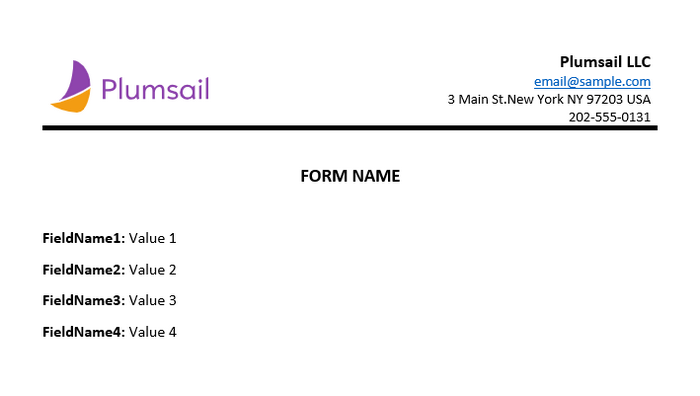 Plumsail
Plumsail LLC
email@sample.com
3 Main St.New York NY 97203 USA
202-555-0131
FORM NAME
FieldName1: Value 1
FieldName2: Value 2
FieldName3: Value 3
FieldName4: Value 4